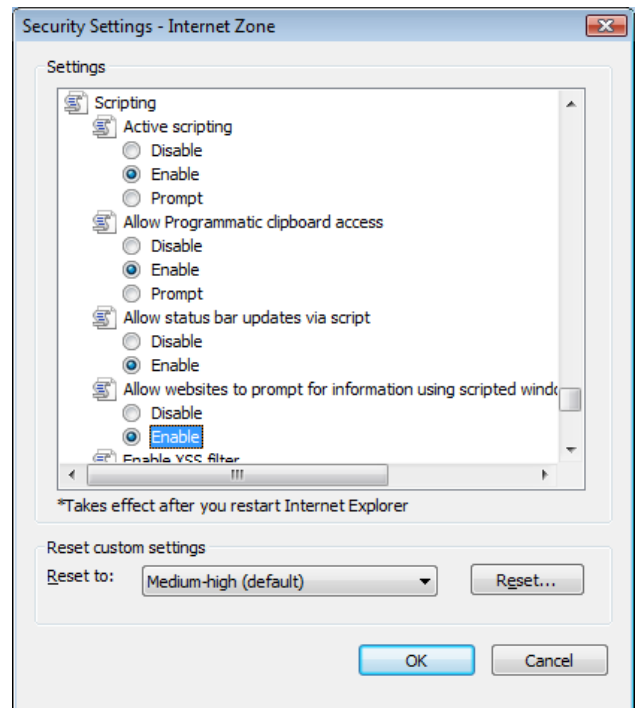 Security Settings - Internet Zone
Settings
Scripting
Active scripting
Disable
Enable
Prompt
Allow Programmatic clipboard access
Disable
Enable
Prompt
Allow status bar updates via script
Disable
Enable
Allow websites to prompt for information using scripted windo
Disable
Enable
Enable XSS filter
*Takes effect after you restart Internet Explorer
Reset custom settings
Reset to: Medium-high (default) Reset...
OK Cancel